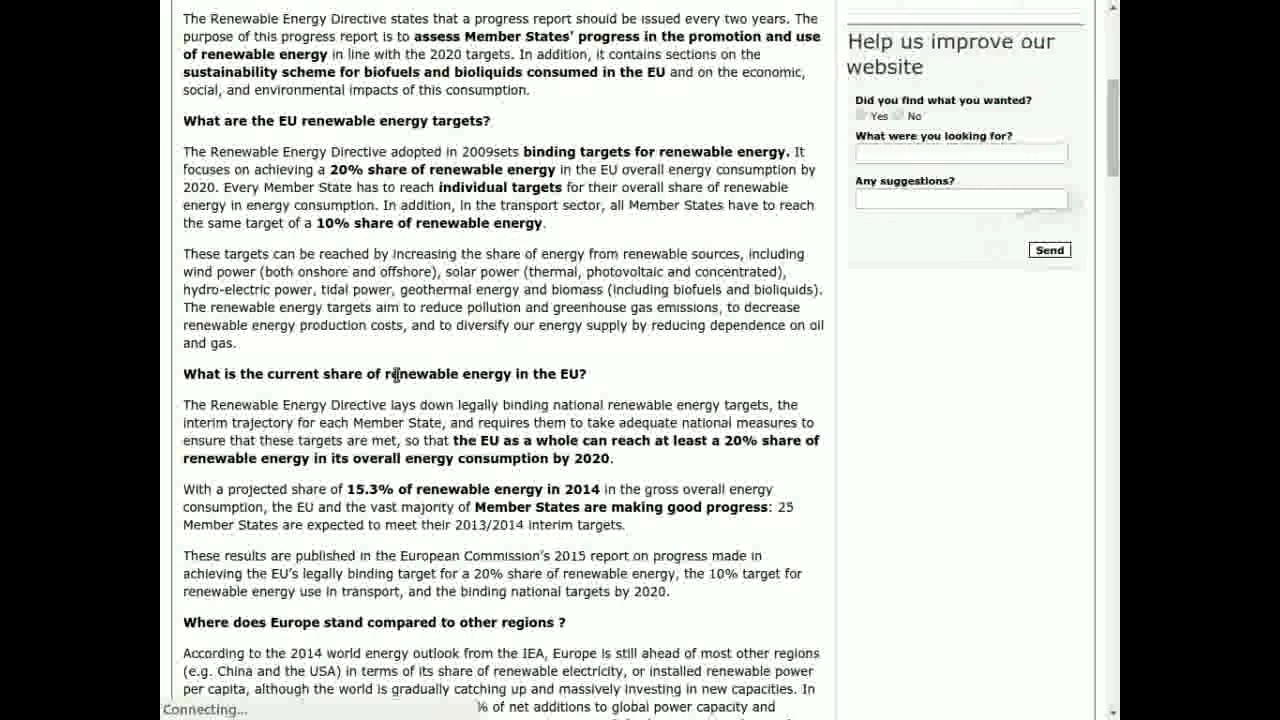 The Renewable Energy Directive states that a progress report should be issued every two years. The
purpose of this progress report is to assess Member States' progress in the promotion and use
of renewable energy in line with the 2020 targets. In addition, it contains sections on the
sustainability scheme for biofuels and bioliquids consumed in the EU and on the economic,
social, and environmental impacts of this consumption.
What are the EU renewable energy targets?
The Renewable Energy Directive adopted in 2009sets binding targets for renewable energy. It
focuses on achieving a 20% share of renewable energy in the EU overall energy consumption by
2020. Every Member State has to reach individual targets for their overall share of renewable
energy in energy consumption. In addition, in the transport sector, all Member States have to reach
the same target of a 10% share of renewable energy.
These targets can be reached by increasing the share of energy from renewable sources, including
wind power (both onshore and offshore), solar power (thermal, photovoltaic and concentrated),
hydro-electric power, tidal power, geothermal energy and biomass (including biofuels and bioliquids).
The renewable energy targets aim to reduce pollution and greenhouse gas emissions, to decrease
renewable energy production costs, and to diversify our energy supply by reducing dependence on oil
and gas.
What is the current share of renewable energy in the EU?
The Renewable Energy Directive lays down legally binding national renewable energy targets, the
interim trajectory for each Member State, and requires them to take adequate national measures to
ensure that these targets are met, so that the EU as a whole can reach at least a 20% share of
renewable energy in its overall energy consumption by 2020.
With a projected share of 15.3% of renewable energy in 2014 in the gross overall energy
consumption, the EU and the vast majority of Member States are making good progress: 25
Member States are expected to meet their 2013/2014 interim targets.
These results are published in the European Commission's 2015 report on progress made in
achieving the EU's legally binding target for a 20% share of renewable energy, the 10% target for
renewable energy use in transport, and the binding national targets by 2020.
Where does Europe stand compared to other regions ?
According to the 2014 world energy outlook from the IEA, Europe is still ahead of most other regions
(e.g. China and the USA) in terms of its share of renewable electricity, or installed renewable power
per capita, although the world is gradually catching up and massively investing in new capacities. In
% of net additions to global power capacity and
Connecting...
Help us improve our
website
Did you find what you wanted?
Yes No
What were you looking for?
Any suggestions?
Send